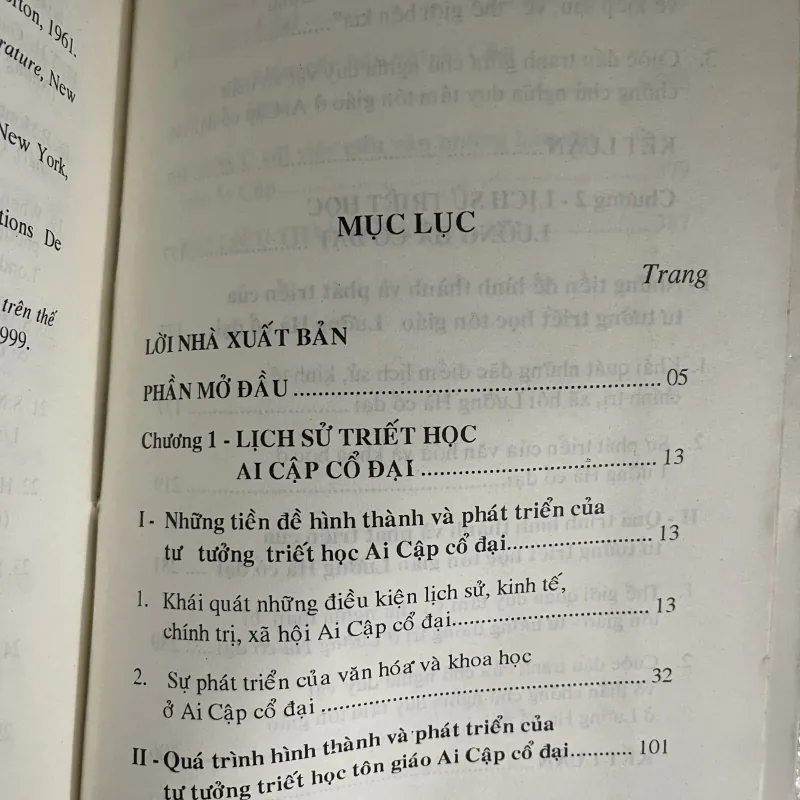 rton, 1961.
rature, New
New York,
tions De
trên thế
999.
MỤC LỤC
Trang
LỜI NHÀ XUẤT BẢN
PHẦN MỞ ĐẦU ........ 05
Chương 1 - LỊCH SỬ TRIẾT HỌC
AI CẬP CỔ ĐẠI ........ 13
I- Những tiền đề hình thành và phát triển của
tư tưởng triết học Ai Cập cổ đại........ 13
1. Khái quát những điều kiện lịch sử, kinh tế,
chính trị, xã hội Ai Cập cổ đại........ 13
2. Sự phát triển của văn hóa và khoa học
ở Ai Cập cổ đại ........ 32
II - Quá trình hình thành và phát triển của
tư tưởng triết học tôn giáo Ai Cập cổ đại........ 101